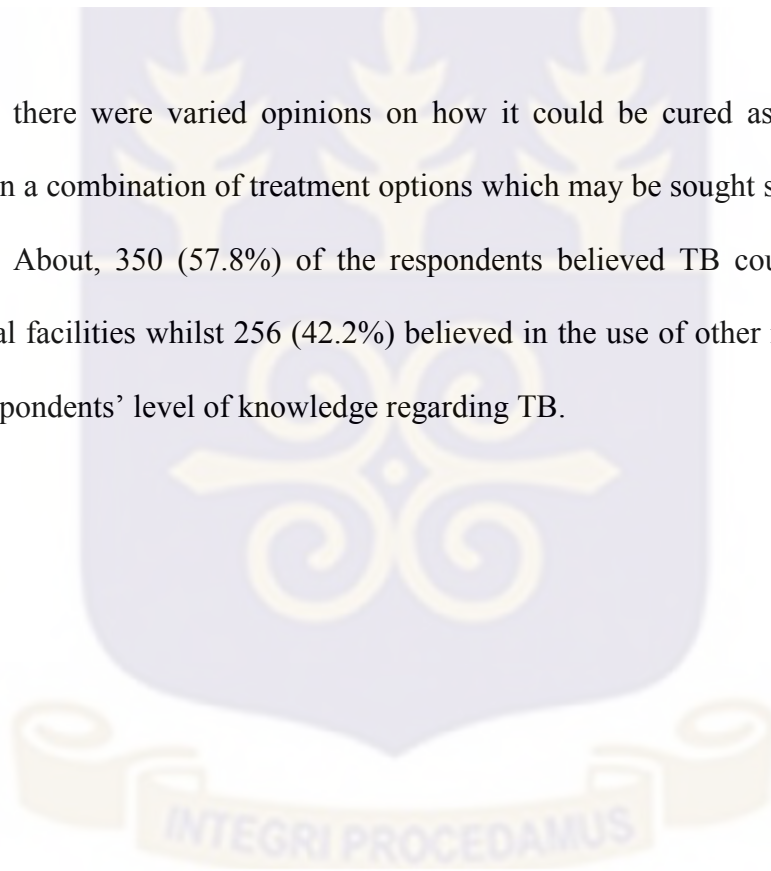 there were varied opinions on how it could be cured as
n a combination of treatment options which may be sought
About, 350 (57.8%) of the respondents believed TB
al facilities whilst 256 (42.2%) believed in the use of other
pondents’ level of knowledge regarding TB.
INTEGRI PROCEDAMUS